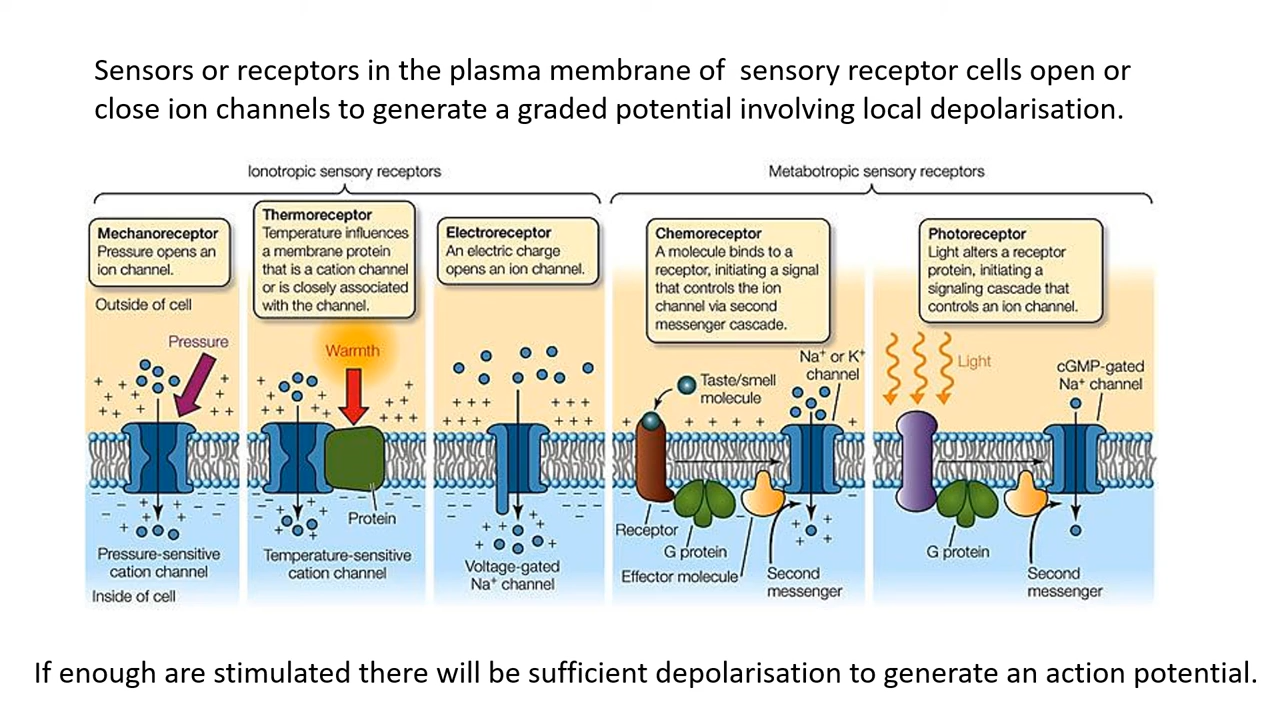 Sensors or receptors in the plasma membrane of  sensory receptor cells open or
close ion channels to generate a graded potential involving local depolarisation.
Ionotropic sensory receptors
Metabotropic sensory receptors
Mechanoreceptor
Pressure opens an
ion channel.
Thermoreceptor
Temperature influences
a membrane protein
that is a cation channel
or is closely associated
with the channel.
Electroreceptor
An electric charge
opens an ion channel.
Chemoreceptor
A molecule binds to a
receptor, initiating a signal
that controls the ion
channel via second
messenger cascade.
Photoreceptor
Light alters a receptor
protein, initiating a
signaling cascade that
controls an ion channel.
Outside of cell
Pressure
Warmth
Taste/smell
molecule
Na⁺ or K⁺
channel
Light
cGMP-gated
Na⁺ channel
Pressure-sensitive
cation channel
Inside of cell
Protein
Temperature-sensitive
cation channel
Voltage-gated
Na⁺ channel
Receptor
G protein
Effector molecule
Second
messenger
G protein
Second
messenger
If enough are stimulated there will be sufficient depolarisation to generate an action potential.